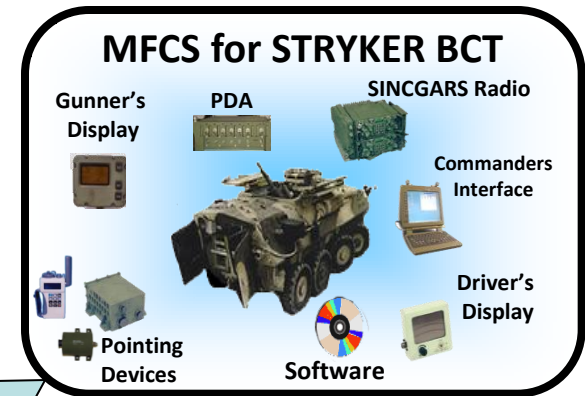 MFCS for STRYKER BCT
Gunner's
Display
PDA
SINCGARS Radio
Commanders
Interface
Driver's
Display
Pointing
Devices
Software